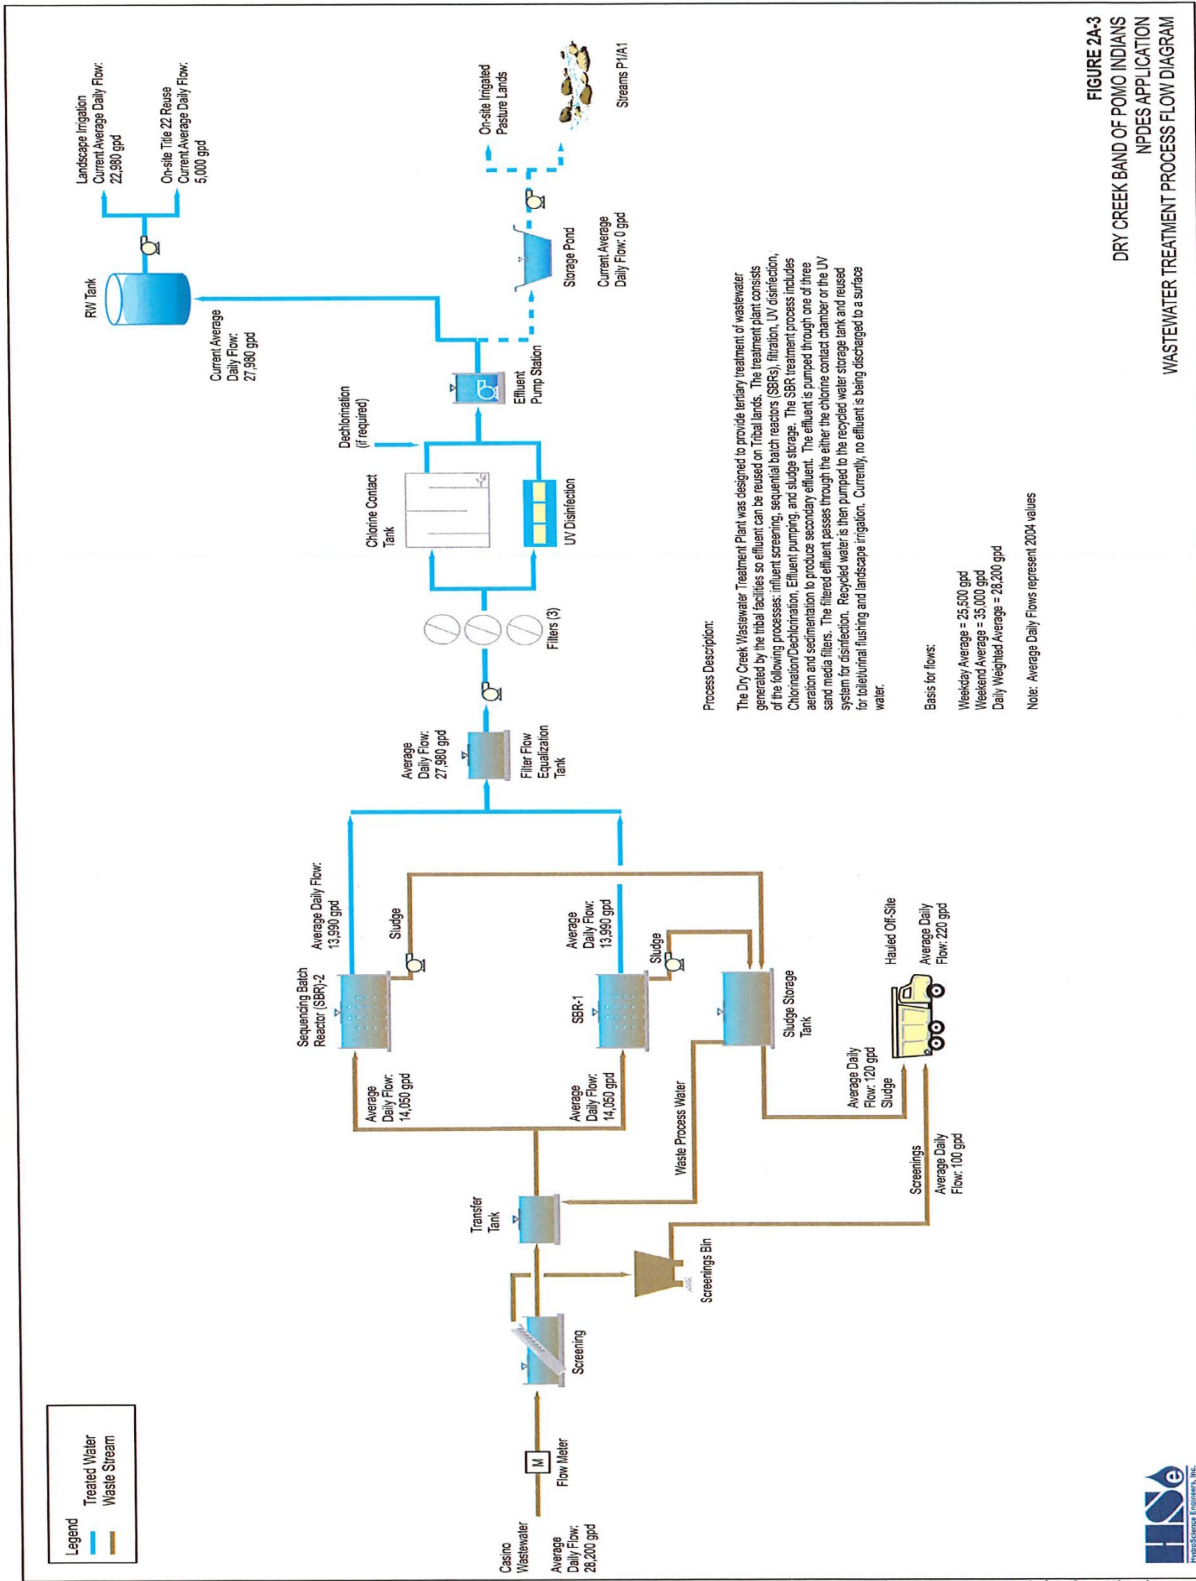 Legend
Treated Water
Waste Stream
Casino
Wastewater
Average
Daily Flow:
28,200 gpd
M
Flow Meter
Screening
Screenings Bin
Transfer
Tank
Average
Daily Flow:
14,050 gpd
Average
Daily Flow:
14,050 gpd
Waste Process Water
Screenings
Average Daily
Flow: 100 gpd
Sequencing Batch
Reactor (SBR)-2
SBR-1
Average Daily Flow:
13,990 gpd
Sludge
Average
Daily Flow:
13,990 gpd
Sludge
Sludge Storage
Tank
Average Daily
Flow: 120 gpd
Sludge
Hauled Off-Site
Average Daily
Flow: 220 gpd
Average
Daily Flow:
27,980 gpd
Filter Flow
Equalization
Tank
Filters (3)
Chlorine Contact
Tank
UV Disinfection
Dechlorination
(if required)
Effluent
Pump Station
Current Average
Daily Flow:
27,980 gpd
RW Tank
Landscape Irrigation
Current Average Daily Flow:
22,980 gpd
On-site Title 22 Reuse
Current Average Daily Flow:
5,000 gpd
Storage Pond
Current Average
Daily Flow: 0 gpd
On-site Irrigated
Pasture Lands
Streams P1/A1
Process Description:
The Dry Creek Wastewater Treatment Plant was designed to provide tertiary treatment of wastewater
generated by the tribal facilities so effluent can be reused on Tribal lands. The treatment plant consists
of the following processes: influent screening, sequential batch reactors (SBRs), filtration, UV disinfection,
Chlorination/Dechlorination, Effluent pumping, and sludge storage. The SBR treatment process includes
aeration and sedimentation to produce secondary effluent. The effluent is pumped through one of three
sand media filters. The filtered effluent passes through the either the chlorine contact chamber or the UV
system for disinfection. Recycled water is then pumped to the recycled water storage tank and reused
for toilet/urinal flushing and landscape irrigation. Currently, no effluent is being discharged to a surface
water.
Basis for flows:
Weekday Average = 25,500 gpd
Weekend Average = 35,000 gpd
Daily Weighted Average = 28,200 gpd
Note: Average Daily Flows represent 2004 values
FIGURE 2A-3
DRY CREEK BAND OF POMO INDIANS
NPDES APPLICATION
WASTEWATER TREATMENT PROCESS FLOW DIAGRAM
HSe
HydroScience Engineers, Inc.